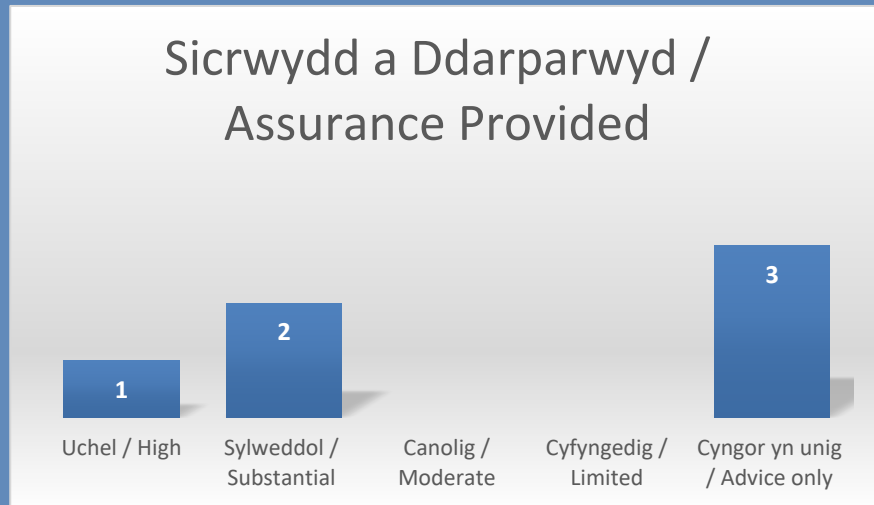 Sicrwydd a Ddarparwyd /
Assurance Provided
1
2
3
Uchel / High
Sylweddol /
Substantial
Canolig /
Moderate
Cyfyngedig /
Limited
Cyngor yn unig
/ Advice only